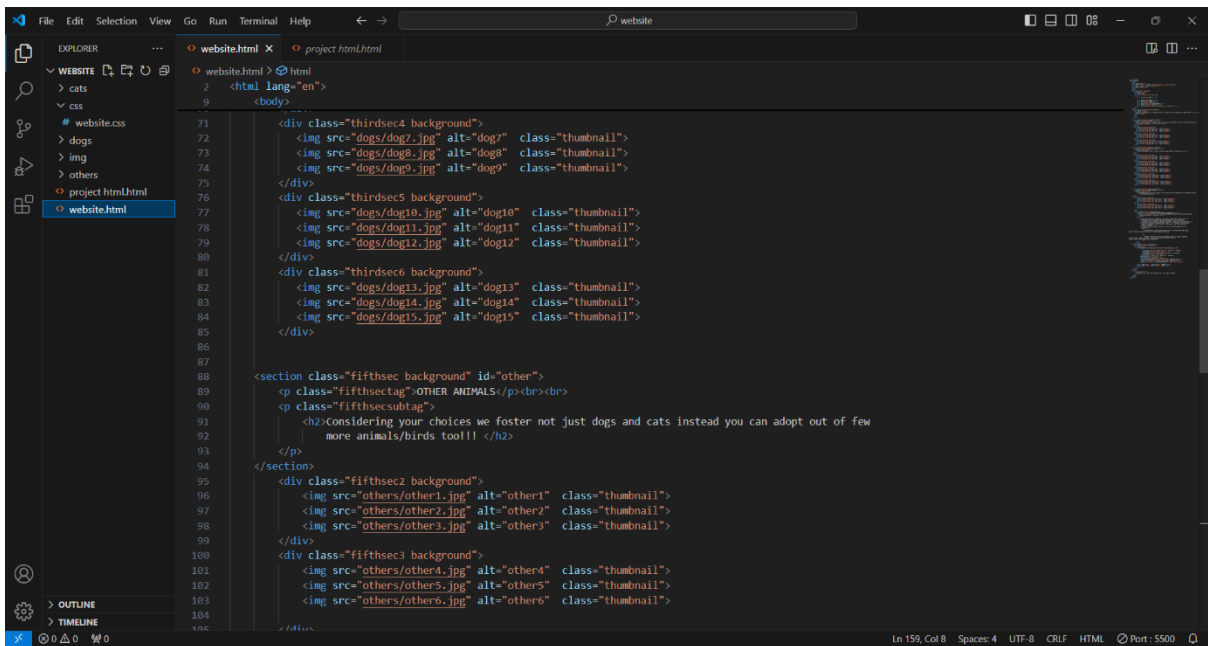 File Edit Selection View Go Run Terminal Help
website
EXPLORER
WEBSITE
cats
css
# website.css
dogs
img
others
project html.html
website.html
OUTLINE
TIMELINE
website.html
project html.html
website.html > html
2 <html lang="en">
9 <body>
71 <div class="thirdsec4 background">
72 <img src="dogs/dog7.jpg" alt="dog7" class="thumbnail">
73 <img src="dogs/dog8.jpg" alt="dog8" class="thumbnail">
74 <img src="dogs/dog9.jpg" alt="dog9" class="thumbnail">
75 </div>
76 <div class="thirdsec5 background">
77 <img src="dogs/dog10.jpg" alt="dog10" class="thumbnail">
78 <img src="dogs/dog11.jpg" alt="dog11" class="thumbnail">
79 <img src="dogs/dog12.jpg" alt="dog12" class="thumbnail">
80 </div>
81 <div class="thirdsec6 background">
82 <img src="dogs/dog13.jpg" alt="dog13" class="thumbnail">
83 <img src="dogs/dog14.jpg" alt="dog14" class="thumbnail">
84 <img src="dogs/dog15.jpg" alt="dog15" class="thumbnail">
85 </div>
86
87
88 <section class="fifthsec background" id="other">
89 <p class="fifthsectag">OTHER ANIMALS</p><br><br>
90 <p class="fifthsecsubtag">
91 <h2>Considering your choices we foster not just dogs and cats instead you can adopt out of few
92 more animals/birds too!!! </h2>
93 </p>
94 </section>
95 <div class="fifthsec2 background">
96 <img src="others/other1.jpg" alt="other1" class="thumbnail">
97 <img src="others/other2.jpg" alt="other2" class="thumbnail">
98 <img src="others/other3.jpg" alt="other3" class="thumbnail">
99 </div>
100 <div class="fifthsec3 background">
101 <img src="others/other4.jpg" alt="other4" class="thumbnail">
102 <img src="others/other5.jpg" alt="other5" class="thumbnail">
103 <img src="others/other6.jpg" alt="other6" class="thumbnail">
104
105 </div>
0 0 0
Ln 159, Col 8 Spaces: 4 UTF-8 CRLF HTML Port : 5500